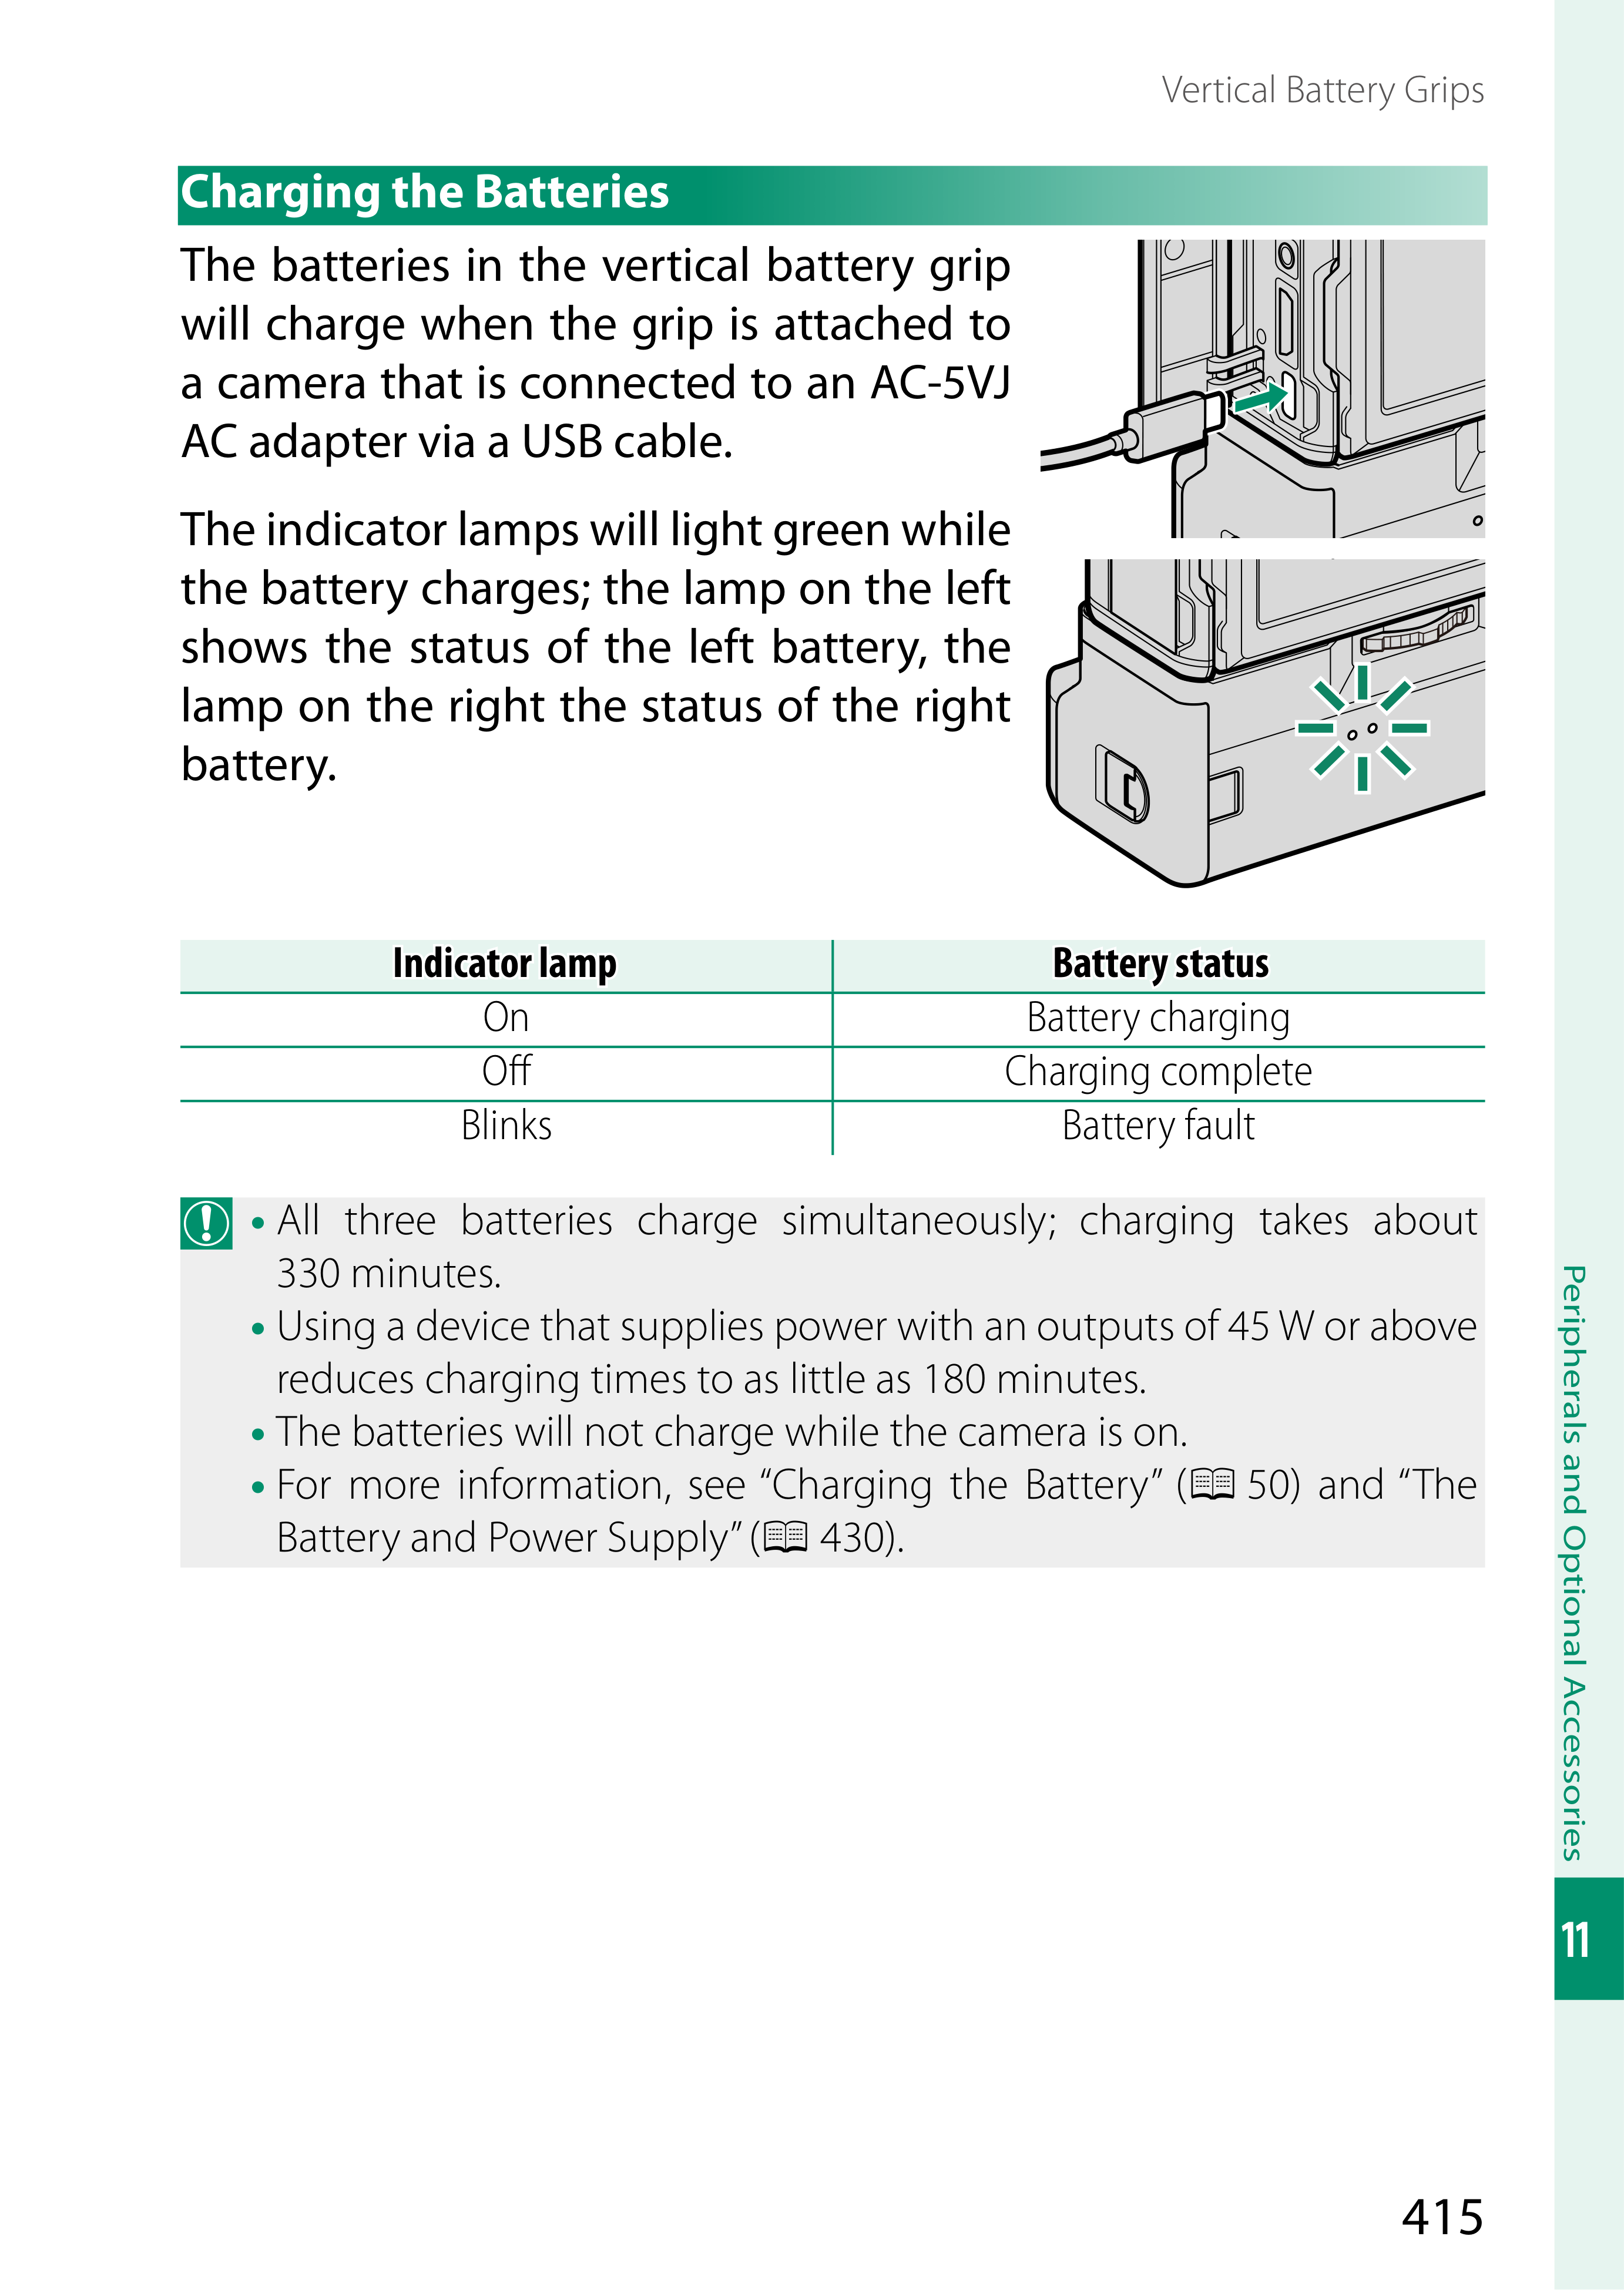 Vertical Battery Grips
Charging the Batteries
The batteries in the vertical battery grip
will charge when the grip is attached to
a camera that is connected to an AC-5VJ
AC adapter via a USB cable.
The indicator lamps will light green while
the battery charges; the lamp on the left
shows the status of the left battery, the
lamp on the right the status of the right
battery.
Indicator lamp Battery status
On Battery charging
Off Charging complete
Blinks Battery fault
• All three batteries charge simultaneously; charging takes about
330 minutes.
• Using a device that supplies power with an outputs of 45 W or above
reduces charging times to as little as 180 minutes.
• The batteries will not charge while the camera is on.
• For more information, see “Charging the Battery” (50) and “The
Battery and Power Supply” (430).
Peripherals and Optional Accessories
11
415